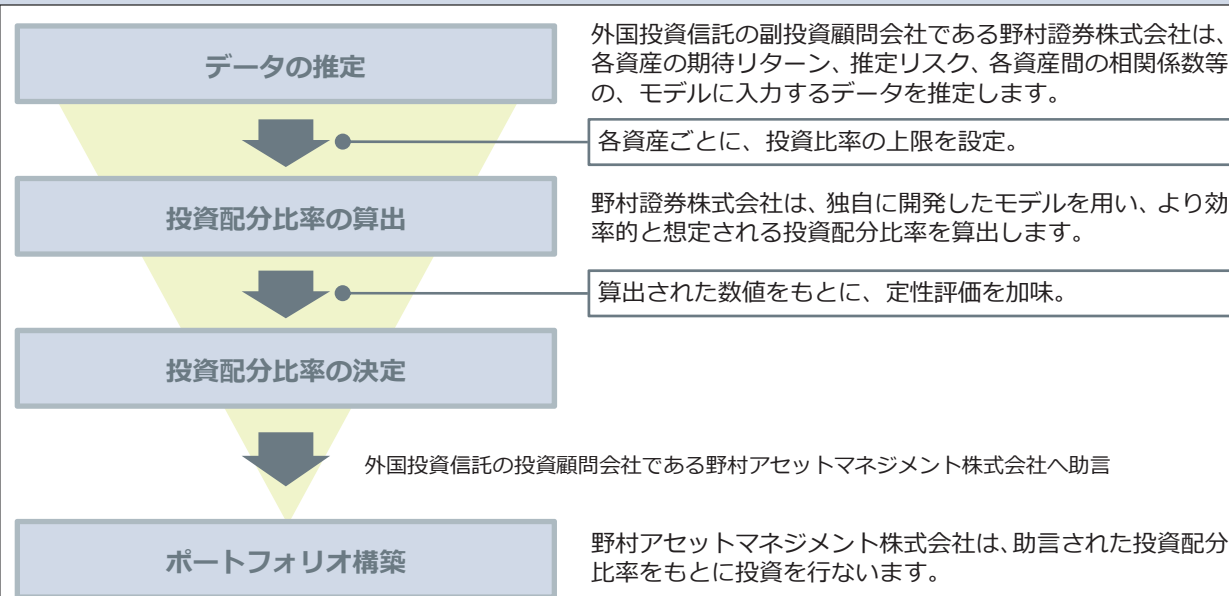 データの推定
外国投資信託の副投資顧問会社である野村證券株式会社は、
各資産の期待リターン、推定リスク、各資産間の相関係数等
の、モデルに入力するデータを推定します。
各資産ごとに、投資比率の上限を設定。
投資配分比率の算出
野村證券株式会社は、独自に開発したモデルを用い、より効
率的と想定される投資配分比率を算出します。
算出された数値をもとに、定性評価を加味。
投資配分比率の決定
外国投資信託の投資顧問会社である野村アセットマネジメント株式会社へ助言
ポートフォリオ構築
野村アセットマネジメント株式会社は、助言された投資配分
比率をもとに投資を行ないます。